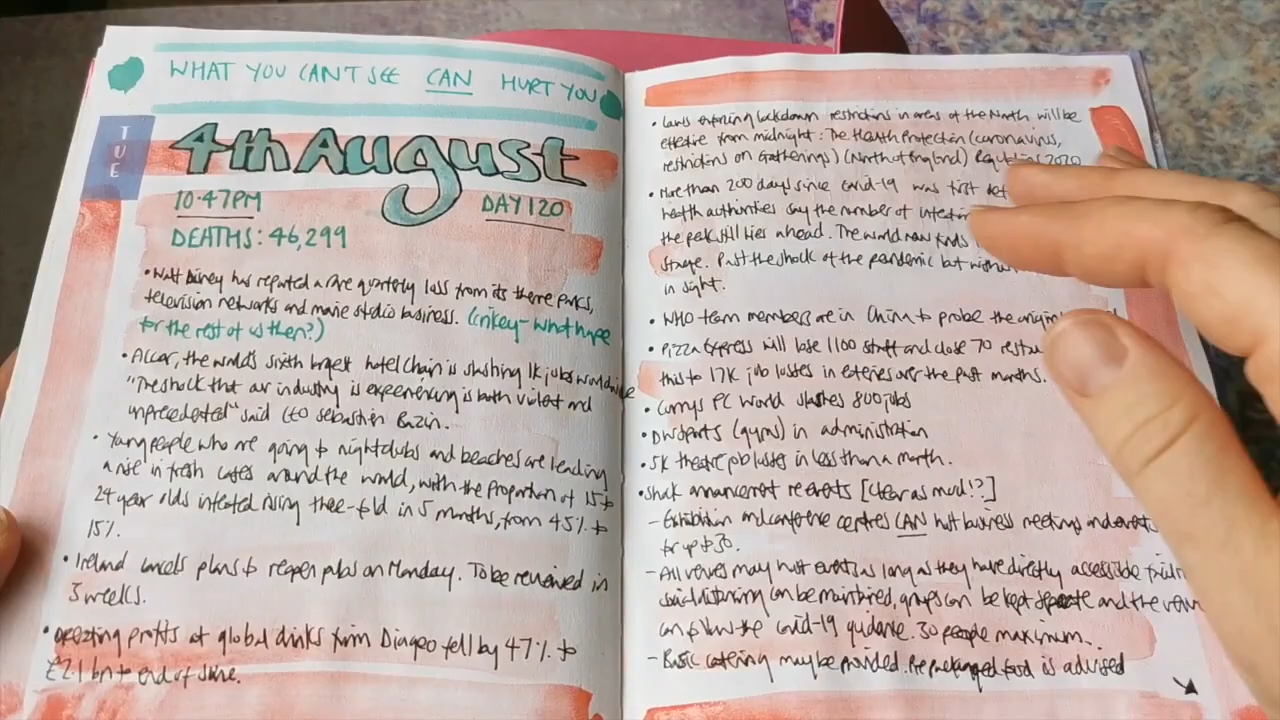 WHAT YOU CAN'T SEE CAN HURT YOU
TUE
4th August
10.47PM
DAY 120
DEATHS: 46,299
• Walt Disney has reported a rare quarterly loss from its theme parks,
television networks and movie studio business. (crikey - what hope
for the rest of us then?)
• Accor, the world's sixth largest hotel chain is slashing 1K jobs worldwide
"The shock that our industry is experiencing is both violent and
unprecedented" said CEO Sebastien Bazin.
• Young people who are going to nightclubs and beaches are leading
a rise in fresh cases around the world, with the proportion of 15 to
24 year olds infected rising three-fold in 5 months, from 4.5% to
15%.
• Ireland cancels plans to reopen pubs on Monday. To be reviewed in
3 weeks.
• Operating profits at global drinks firm Diageo fell by 47% to
£2.1 bn to end of June.
• Laws enforcing lockdown restrictions in areas of the North will be
effective from midnight: The Health Protection (coronavirus,
restrictions on Gatherings) (North of England) Regulations 2020
• More than 200 days since covid-19 was first
health authorities say the number of
the peak still lies ahead. The world now finds
stage. Past the shock of the pandemic but
in sight.
• WHO team members are in China to probe the
• Pizza Express will lose 1100 staff and close 70
this to 17K job losses in eateries over the past months.
• Currys PC World slashes 800 jobs
• DW Sports (gyms) in administration
• 5K theatre job losses in less than a month.
• announcement re events [clear as mud!?]
- Exhibition and conference centres CAN host business meetings and events
for up to 30.
- All venues may host events as long as they have directly accessible
social distancing can be maintained, groups can be kept separate and the venue
can follow the covid-19 guidance. 30 people maximum.
- Basic catering may be provided. Pre packaged food is advised